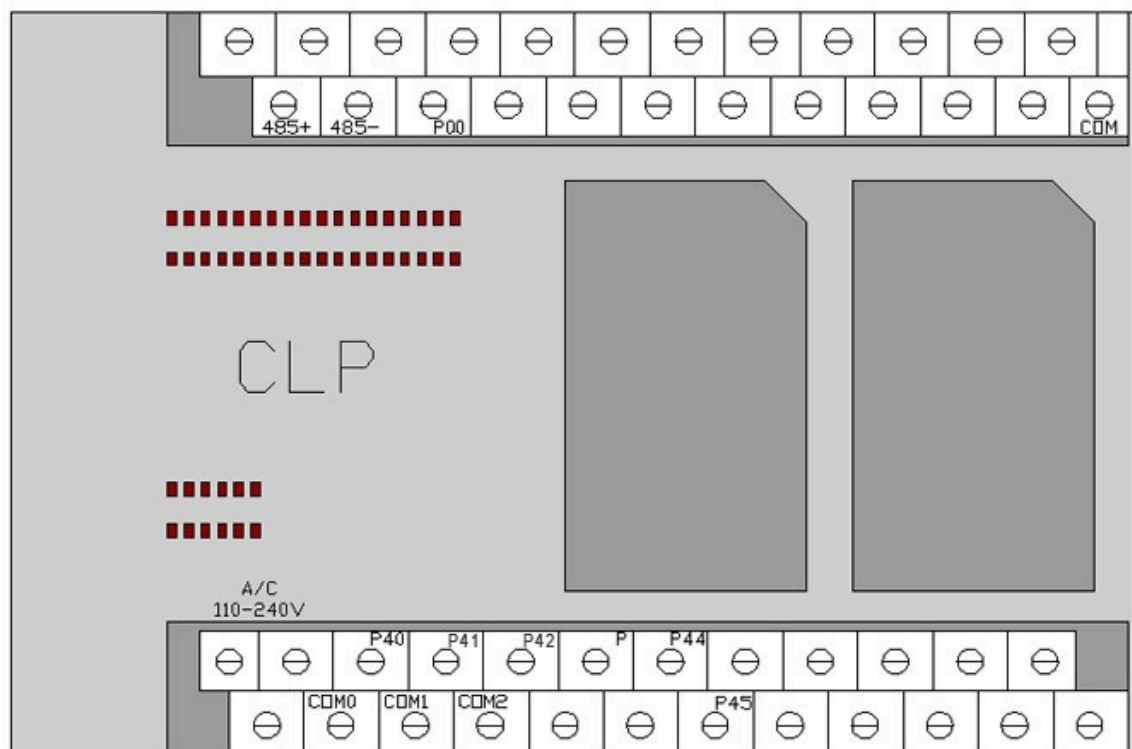 485+ 485- P00 COM
CLP
A/C
110-240V
P40 P41 P42 P P44
COM0 COM1 COM2 P45